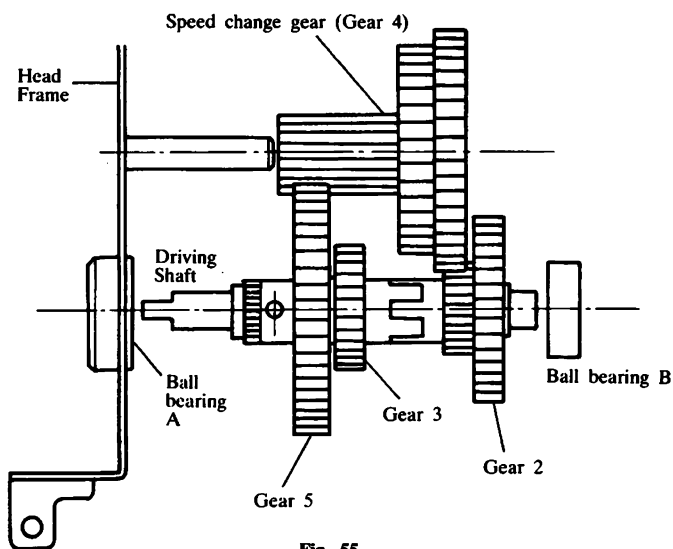 Speed change gear (Gear 4)
Head
Frame
Driving
Shaft
Ball
bearing
A
Ball bearing B
Gear 3
Gear 2
Gear 5
Fig. 55